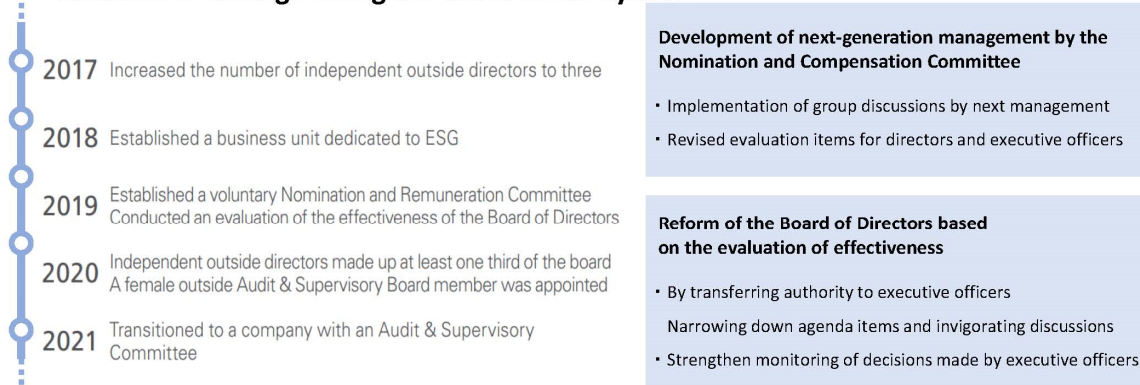 2017 Increased the number of independent outside directors to three
2018 Established a business unit dedicated to ESG
2019 Established a voluntary Nomination and Remuneration Committee
Conducted an evaluation of the effectiveness of the Board of Directors
2020 Independent outside directors made up at least one third of the board
A female outside Audit & Supervisory Board member was appointed
2021 Transitioned to a company with an Audit & Supervisory
Committee
Development of next-generation management by the
Nomination and Compensation Committee
・Implementation of group discussions by next management
・Revised evaluation items for directors and executive officers
Reform of the Board of Directors based
on the evaluation of effectiveness
・By transferring authority to executive officers
Narrowing down agenda items and invigorating discussions
・Strengthen monitoring of decisions made by executive officers